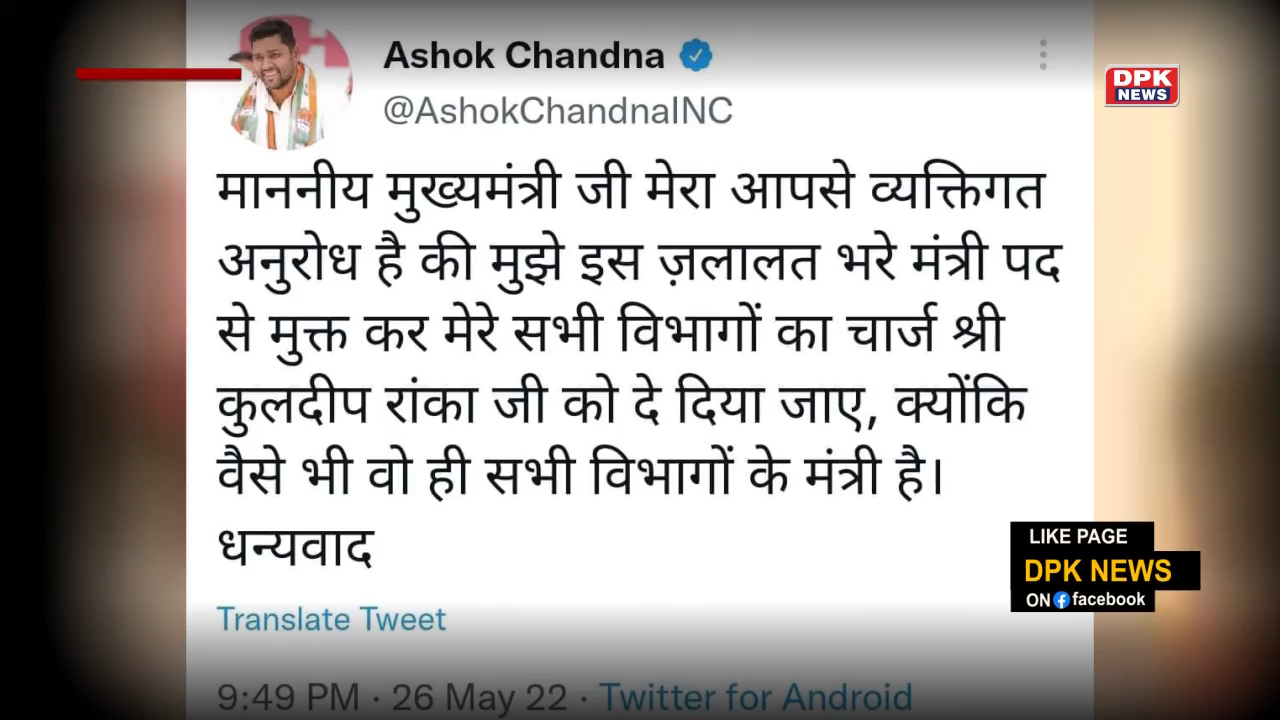 Ashok Chandna
@AshokChandnaINC
माननीय मुख्यमंत्री जी मेरा आपसे व्यक्तिगत
अनुरोध है की मुझे इस ज़लालत भरे मंत्री पद
से मुक्त कर मेरे सभी विभागों का चार्ज श्री
कुलदीप रांका जी को दे दिया जाए, क्योंकि
वैसे भी वो ही सभी विभागों के मंत्री है।
धन्यवाद
Translate Tweet
9:49 PM · 26 May 22 · Twitter for Android
DPK
NEWS
LIKE PAGE
DPK NEWS
ON facebook